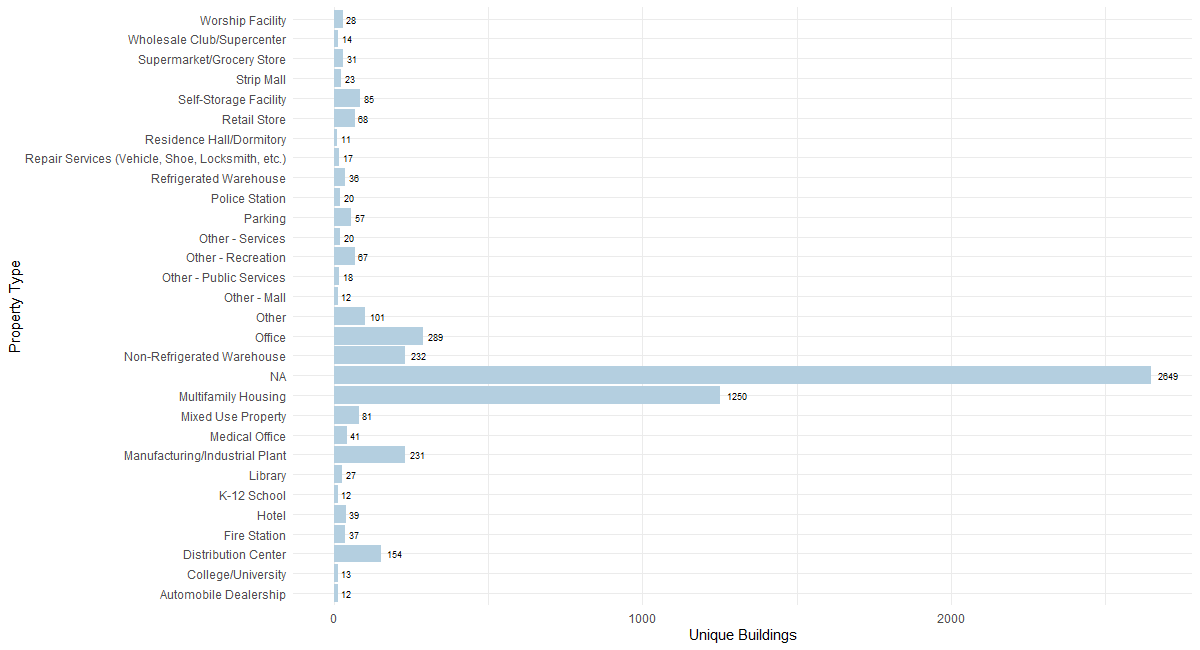 Worship Facility 28
Wholesale Club/Supercenter 14
Supermarket/Grocery Store 31
Strip Mall 23
Self-Storage Facility 85
Retail Store 68
Residence Hall/Dormitory 11
Repair Services (Vehicle, Shoe, Locksmith, etc.) 17
Refrigerated Warehouse 36
Police Station 20
Parking 57
Other - Services 20
Other - Recreation 67
Other - Public Services 18
Other - Mall 12
Other 101
Office 289
Non-Refrigerated Warehouse 232
NA 2649
Multifamily Housing 1250
Mixed Use Property 81
Medical Office 41
Manufacturing/Industrial Plant 231
Library 27
K-12 School 12
Hotel 39
Fire Station 37
Distribution Center 154
College/University 13
Automobile Dealership 12
Property Type
0 1000 2000
Unique Buildings